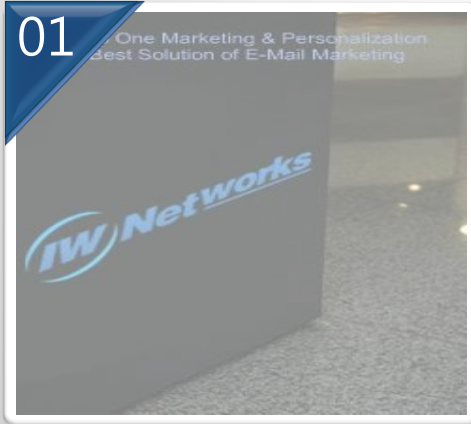 01
One Marketing & Personalization
Best Solution of E-Mail Marketing
IW Networks